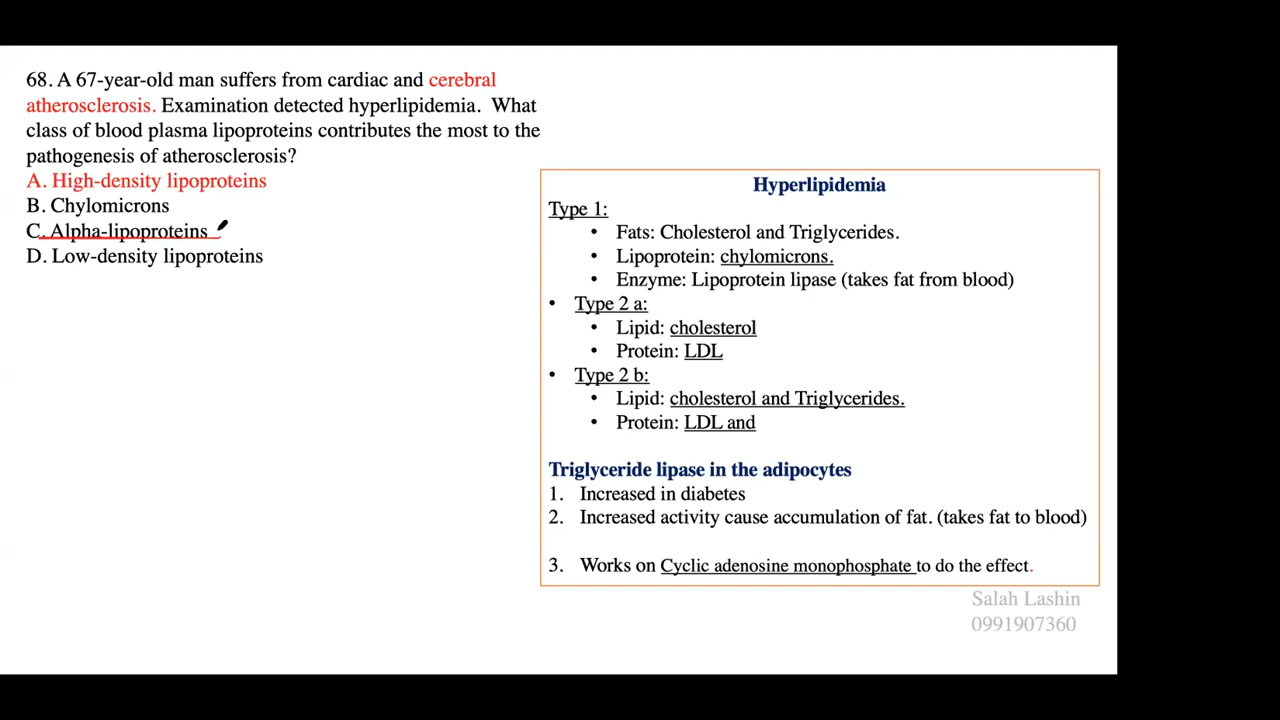 68. A 67-year-old man suffers from cardiac and cerebral
atherosclerosis. Examination detected hyperlipidemia. What
class of blood plasma lipoproteins contributes the most to the
pathogenesis of atherosclerosis?
A. High-density lipoproteins
B. Chylomicrons
C. Alpha-lipoproteins
D. Low-density lipoproteins
Hyperlipidemia
Type 1:
• Fats: Cholesterol and Triglycerides.
• Lipoprotein: chylomicrons.
• Enzyme: Lipoprotein lipase (takes fat from blood)
• Type 2 a:
• Lipid: cholesterol
• Protein: LDL
• Type 2 b:
• Lipid: cholesterol and Triglycerides.
• Protein: LDL and
Triglyceride lipase in the adipocytes
1. Increased in diabetes
2. Increased activity cause accumulation of fat. (takes fat to blood)
3. Works on Cyclic adenosine monophosphate to do the effect.
Salah Lashin
0991907360